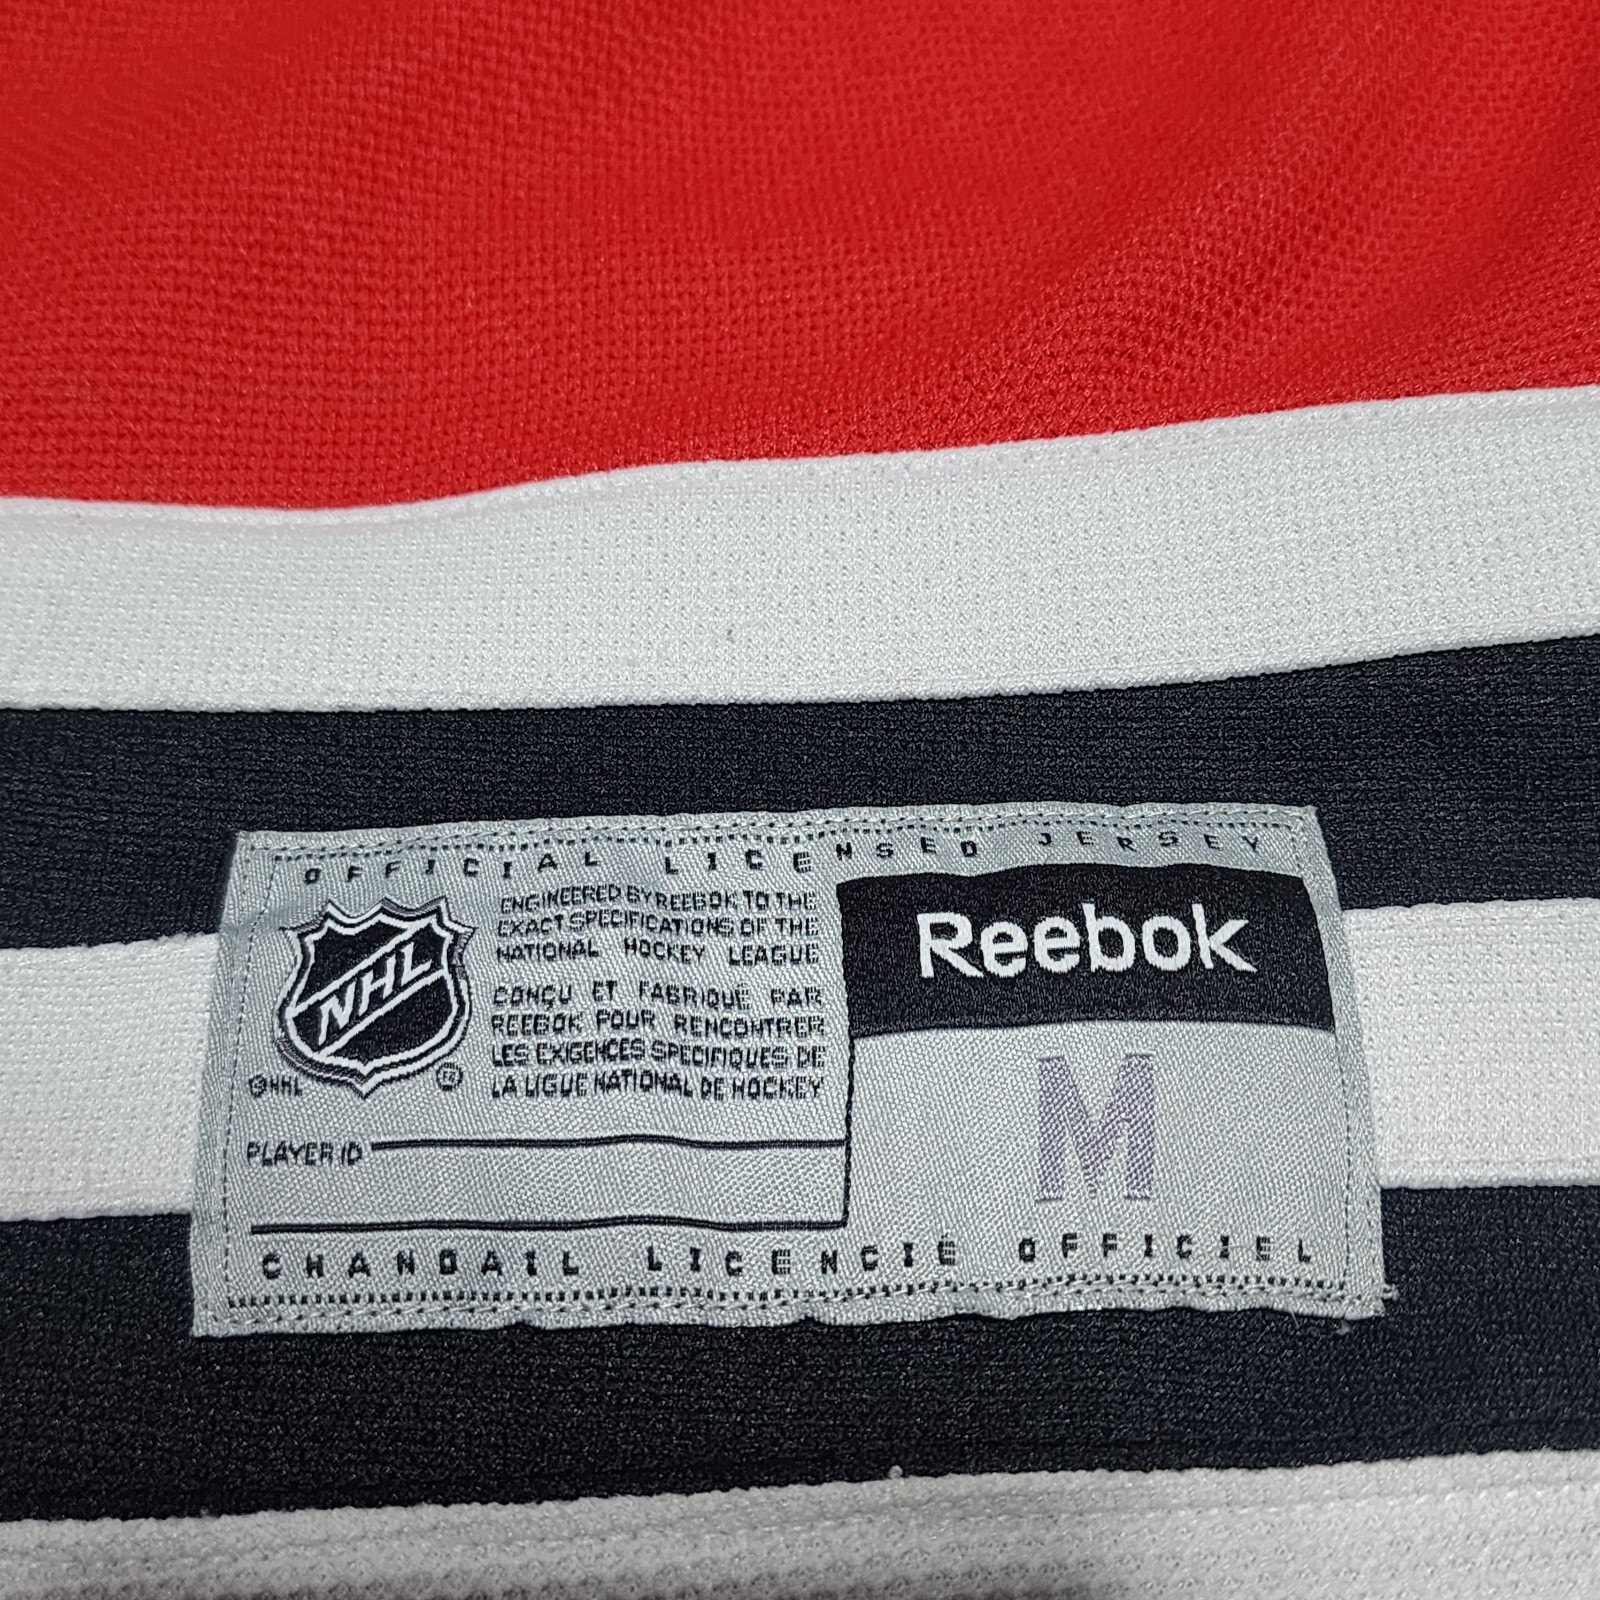 OFFICIAL LICENSED JERSEY
NHL
©NHL
ENGINEERED BY REEBOK TO THE
EXACT SPECIFICATIONS OF THE
NATIONAL HOCKEY LEAGUE
CONÇU ET FABRIQUÉ PAR
REEBOK POUR RENCONTRER
LES EXIGENCES SPECIFIQUES DE
LA LIGUE NATIONAL DE HOCKEY
PLAYER ID
Reebok
M
CHANDAIL LICENCIÉ OFFICIEL